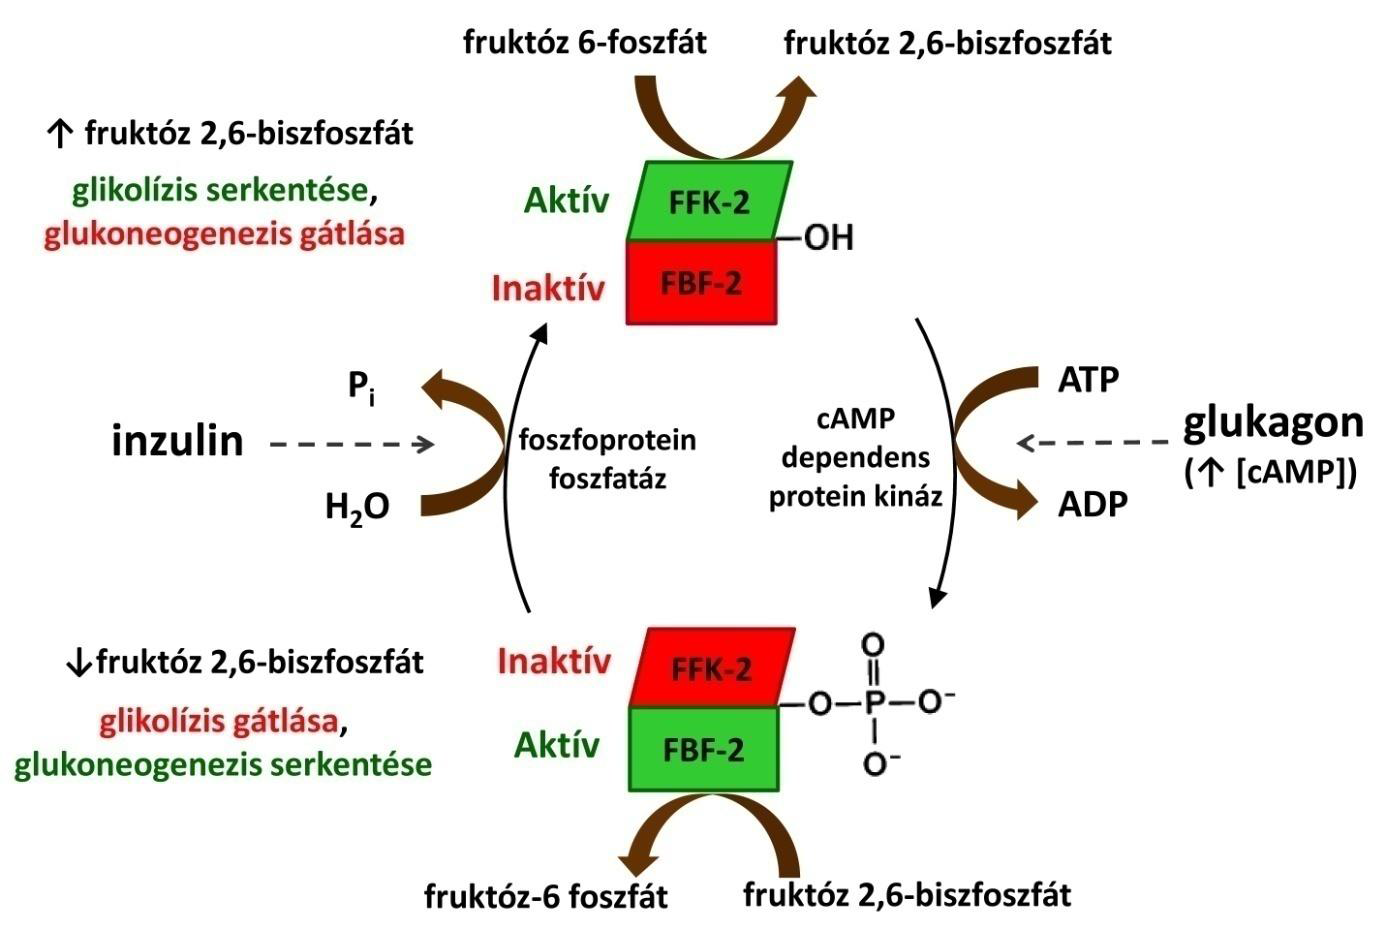 fruktóz 6-foszfát
fruktóz 2,6-biszfoszfát
↑ fruktóz 2,6-biszfoszfát
glikolízis serkentése,
glukoneogenezis gátlása
Aktív
FFK-2
–OH
Inaktív
FBF-2
Pi
inzulin
H2O
foszfoprotein
foszfatáz
cAMP
dependens
protein kináz
ATP
glukagon
(↑ [cAMP])
ADP
↓fruktóz 2,6-biszfoszfát
glikolízis gátlása,
glukoneogenezis serkentése
Inaktív
FFK-2
Aktív
FBF-2
O
–O–P–O⁻
O⁻
fruktóz-6 foszfát
fruktóz 2,6-biszfoszfát